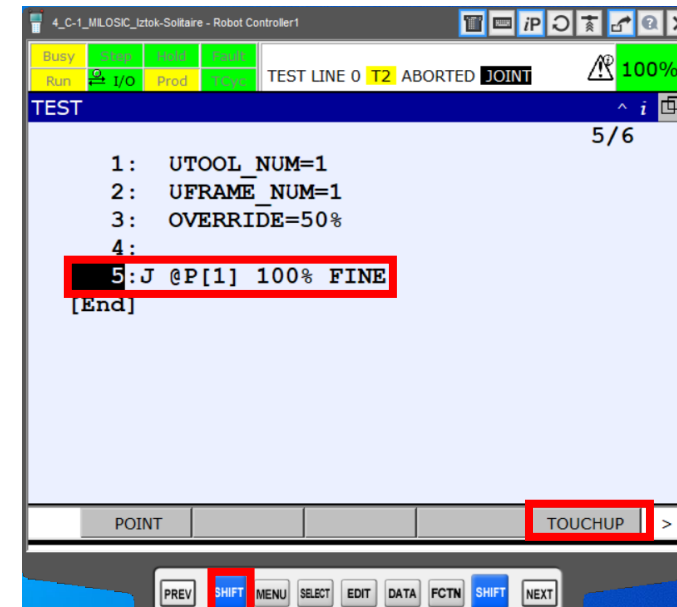 4_C-1_MILOSIC_Iztok-Solitaire - Robot Controller1
iP
Busy Step Hold Fault
Run I/O Prod TCyc
TEST LINE 0 T2 ABORTED JOINT
100%
TEST
^ i
5/6
1: UTOOL_NUM=1
2: UFRAME_NUM=1
3: OVERRIDE=50%
4:
5:J @P[1] 100% FINE
[End]
POINT TOUCHUP >
PREV SHIFT MENU SELECT EDIT DATA FCTN SHIFT NEXT